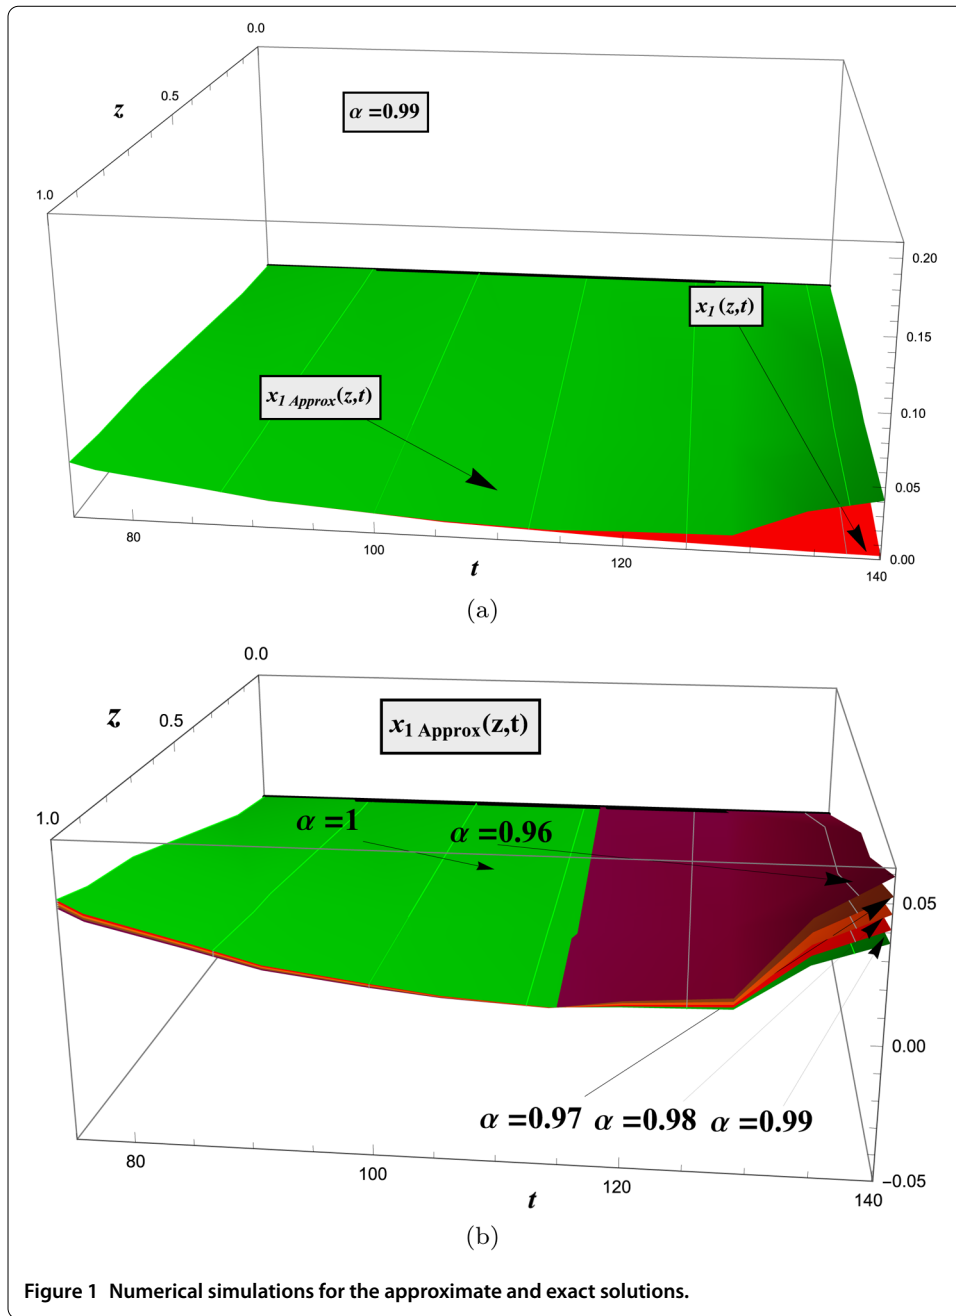 0.0
z
0.5
1.0
α =0.99
0.20
x1 (z,t)
0.15
x1 Approx(z,t)
0.10
0.05
0.00
80
100
120
140
t
(a)
0.0
z
0.5
1.0
x1 Approx(z,t)
α =1
α =0.96
0.05
0.00
α =0.97 α =0.98 α =0.99
−0.05
80
100
120
140
t
(b)
Figure 1 Numerical simulations for the approximate and exact solutions.